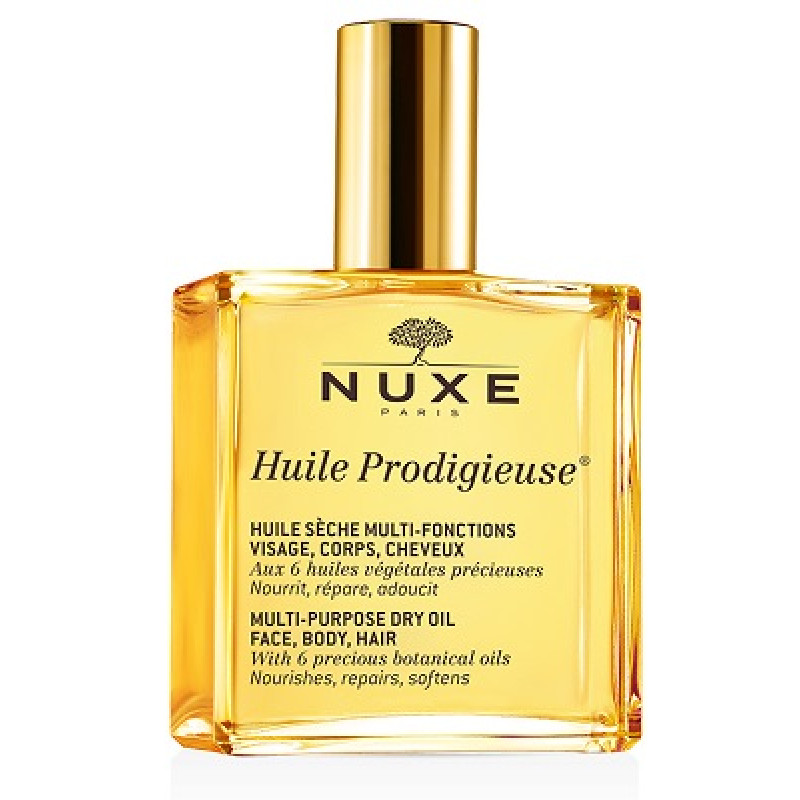 NUXE
PARIS
Huile Prodigieuse®
HUILE SÈCHE MULTI-FONCTIONS
VISAGE, CORPS, CHEVEUX
Aux 6 huiles végétales précieuses
Nourrit, répare, adoucit
MULTI-PURPOSE DRY OIL
FACE, BODY, HAIR
With 6 precious botanical oils
Nourishes, repairs, softens